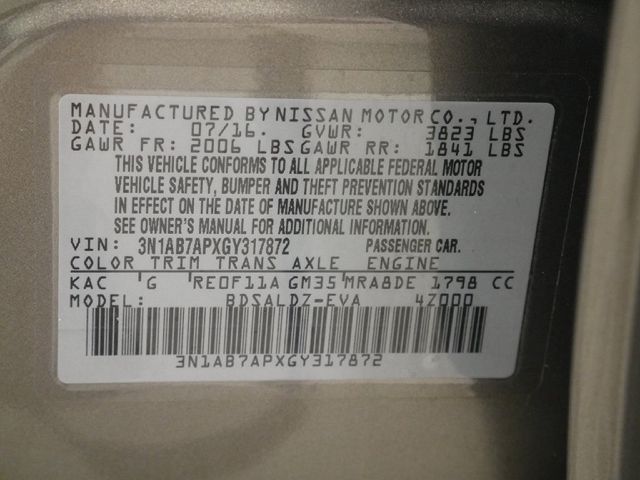 MANUFACTURED BY NISSAN MOTOR CO., LTD.
DATE: 07/16. GVWR: 3823 LBS
GAWR FR: 2006 LBS GAWR RR: 1841 LBS
THIS VEHICLE CONFORMS TO ALL APPLICABLE FEDERAL MOTOR
VEHICLE SAFETY, BUMPER AND THEFT PREVENTION STANDARDS
IN EFFECT ON THE DATE OF MANUFACTURE SHOWN ABOVE.
SEE OWNER'S MANUAL FOR ADDITIONAL INFORMATION.
VIN: 3N1AB7APXGY317872 PASSENGER CAR.
COLOR TRIM TRANS AXLE ENGINE
KAC G RE0F11A GM35 MRA8DE 1798 CC
MODEL: BDSALDZ-EVA 4Z000
3N1AB7APXGY317872